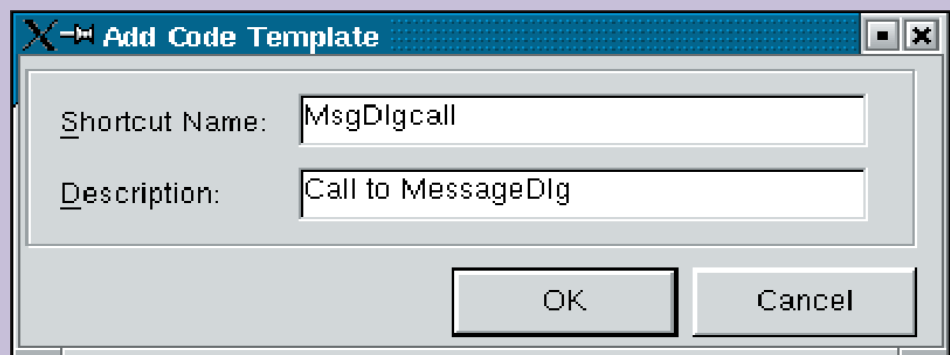 Add Code Template
Shortcut Name: MsgDlgcall
Description: Call to MessageDlg
OK Cancel